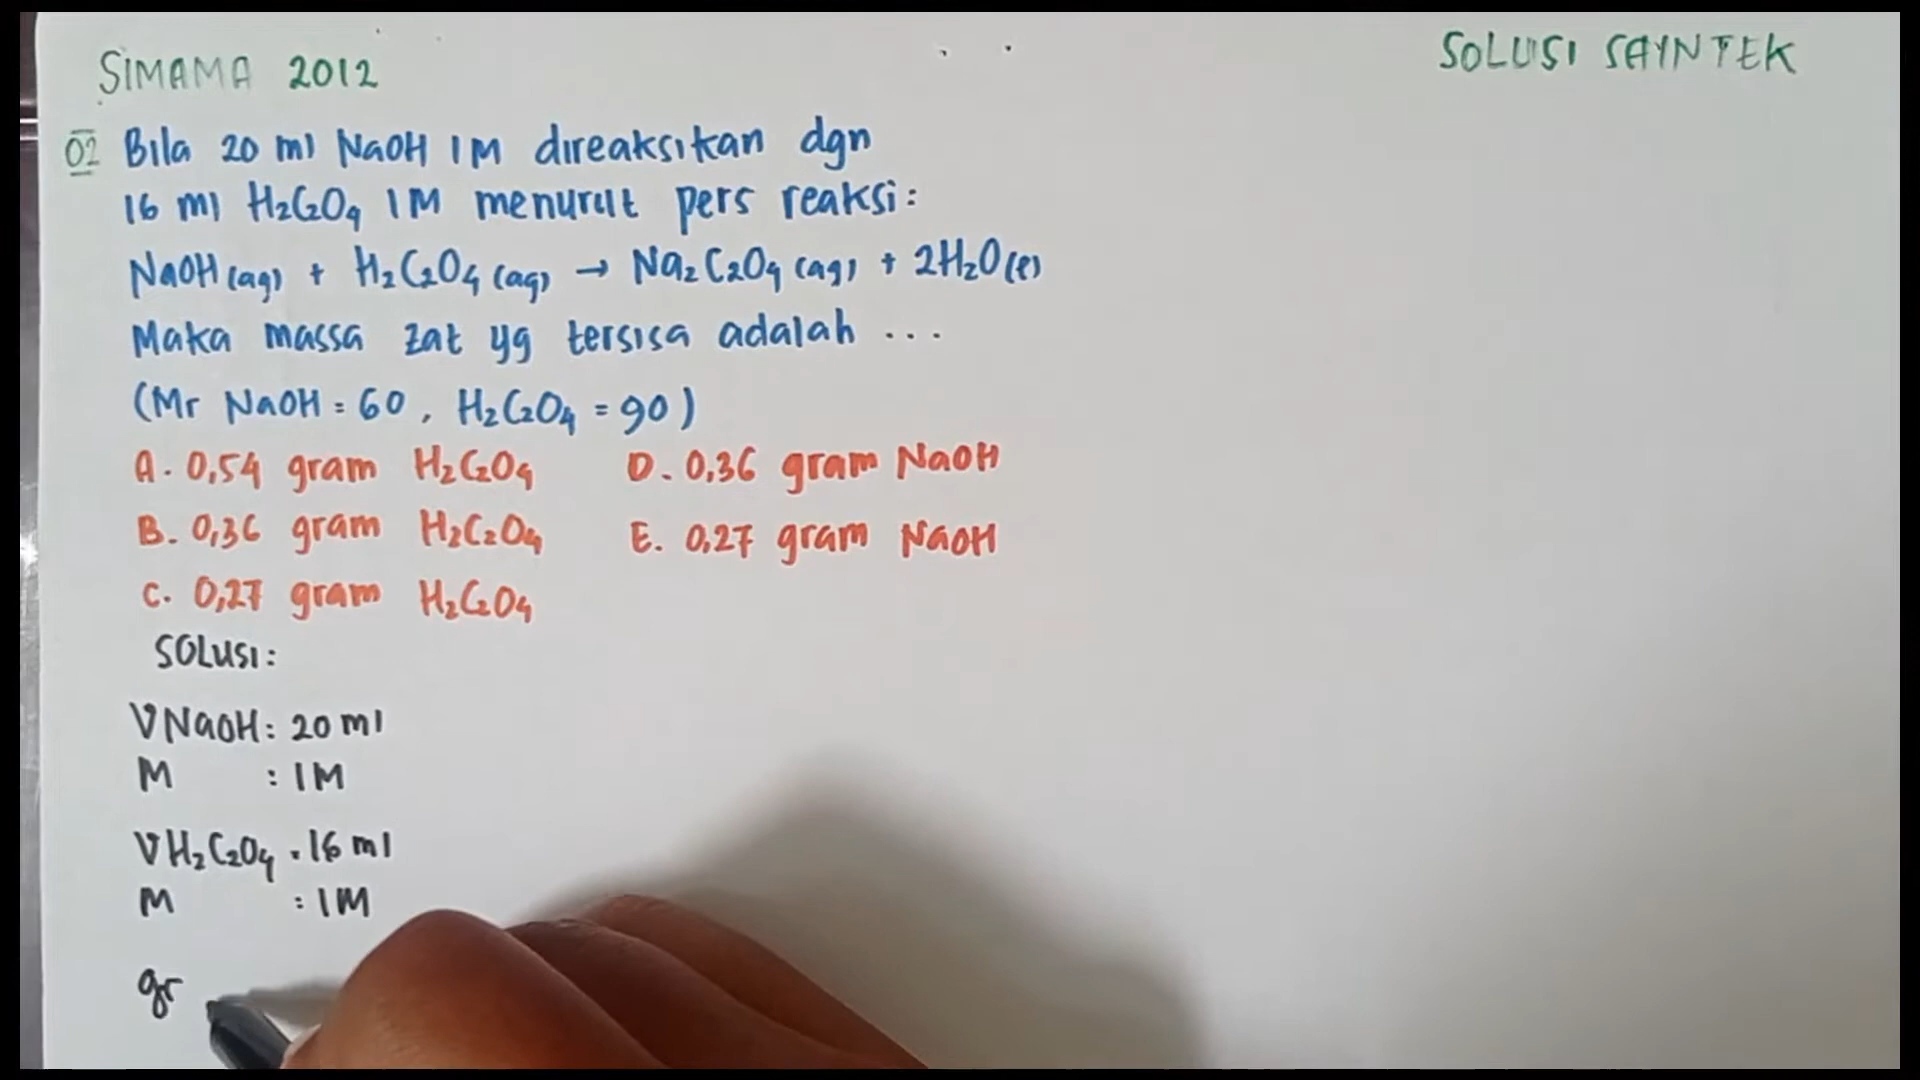 SIMAMA 2012
SOLUSI SAYNTEK
02 Bila 20 ml NaOH 1M direaksikan dgn
16 ml H₂C₂O₄ 1M menurut pers reaksi:
NaOH (aq) + H₂C₂O₄ (aq) → Na₂C₂O₄ (aq) + 2H₂O (l)
Maka massa zat yg tersisa adalah ...
(Mr NaOH = 60, H₂C₂O₄ = 90)
A. 0,54 gram H₂C₂O₄ D. 0,36 gram NaOH
B. 0,36 gram H₂C₂O₄ E. 0,27 gram NaOH
C. 0,27 gram H₂C₂O₄
SOLUSI:
V NaOH : 20 ml
M : 1M
V H₂C₂O₄ . 16 ml
M : 1M
gr